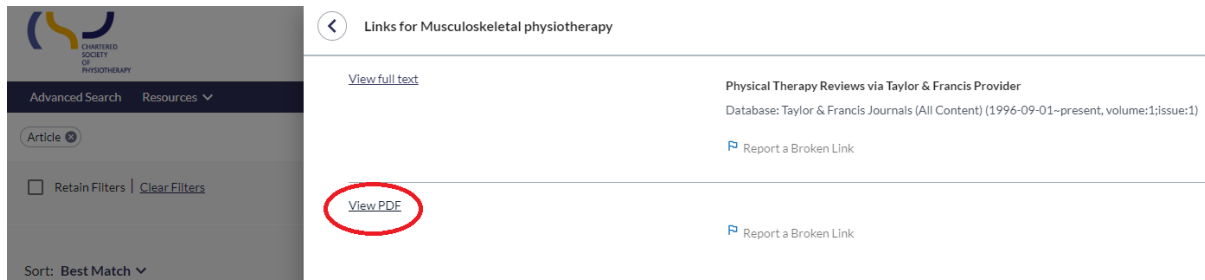 CHARTERED
SOCIETY
OF
PHYSIOTHERAPY
Advanced Search Resources
Article
Retain Filters | Clear Filters
Sort: Best Match
Links for Musculoskeletal physiotherapy
View full text
Physical Therapy Reviews via Taylor & Francis Provider
Database: Taylor & Francis Journals (All Content) (1996-09-01~present, volume:1;issue:1)
Report a Broken Link
View PDF
Report a Broken Link